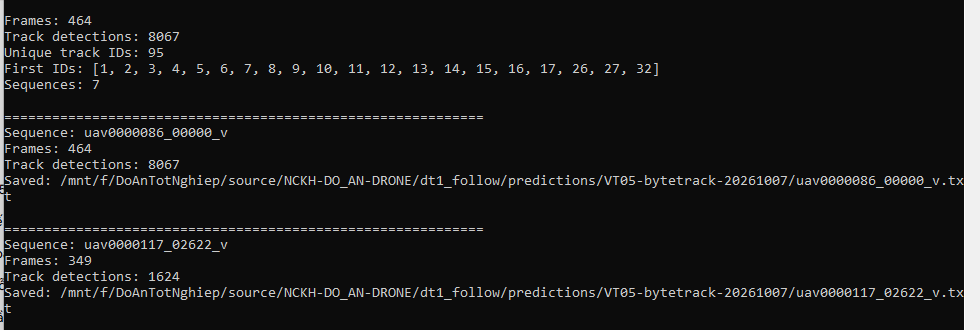 Frames: 464
Track detections: 8067
Unique track IDs: 95
First IDs: [1, 2, 3, 4, 5, 6, 7, 8, 9, 10, 11, 12, 13, 14, 15, 16, 17, 26, 27, 32]
Sequences: 7
============================================================
Sequence: uav0000086_00000_v
Frames: 464
Track detections: 8067
Saved: /mnt/f/DoAnTotNghiep/source/NCKH-DO_AN-DRONE/dt1_follow/predictions/VT05-bytetrack-20261007/uav0000086_00000_v.tx
t
============================================================
Sequence: uav0000117_02622_v
Frames: 349
Track detections: 1624
Saved: /mnt/f/DoAnTotNghiep/source/NCKH-DO_AN-DRONE/dt1_follow/predictions/VT05-bytetrack-20261007/uav0000117_02622_v.tx
t